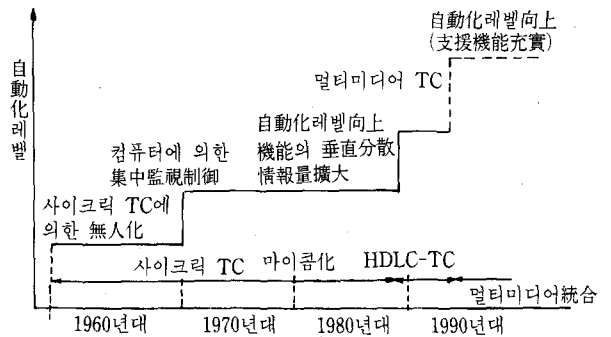 自動化레벨向上
(支援機能充實)
멀티미디어 TC
自動化레벨
自動化레벨向上
컴퓨터에 의한 機能의 垂直分散
集中監視制御 情報量擴大
사이크릭 TC에
의한 無人化
사이크릭 TC 마이콤化 HDLC-TC
멀티미디어統合
1960년대 1970년대 1980년대 1990년대